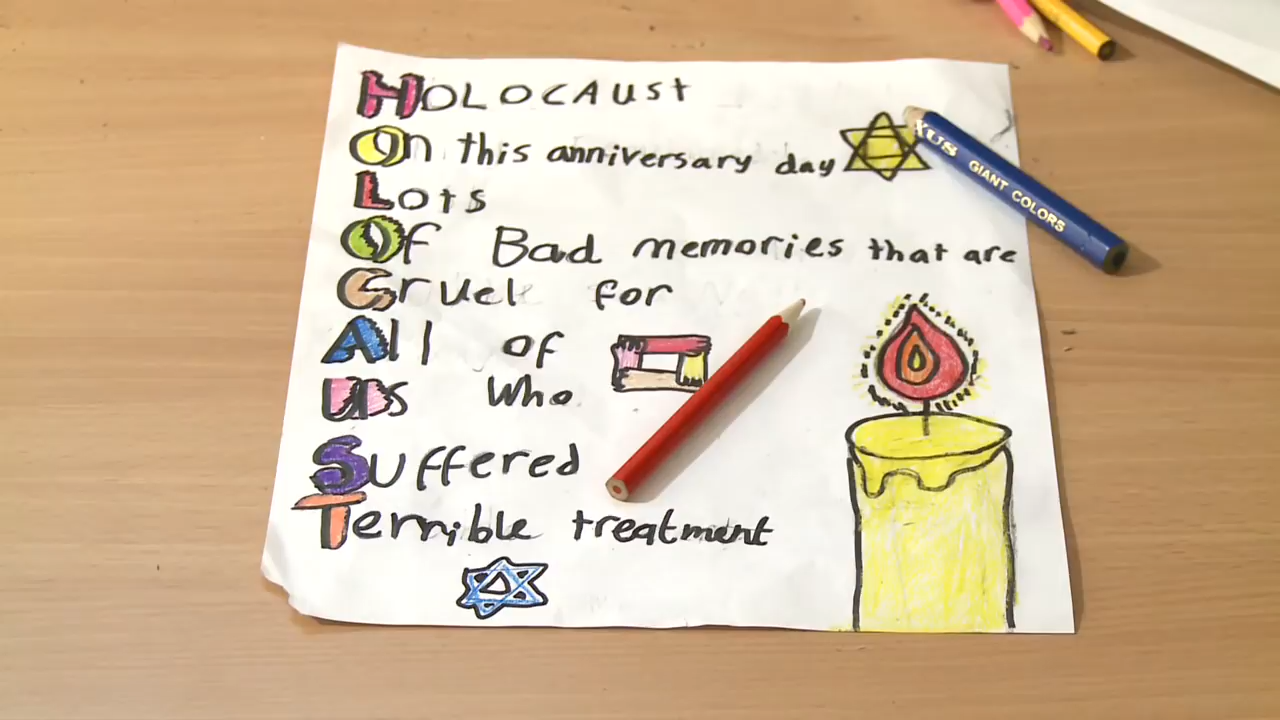 HOLOCAUST
On this anniversary day
Lots
Of Bad memories that are
Cruel for
All of
Us Who
Suffered
Terrible treatment
XUS GIANT COLORS